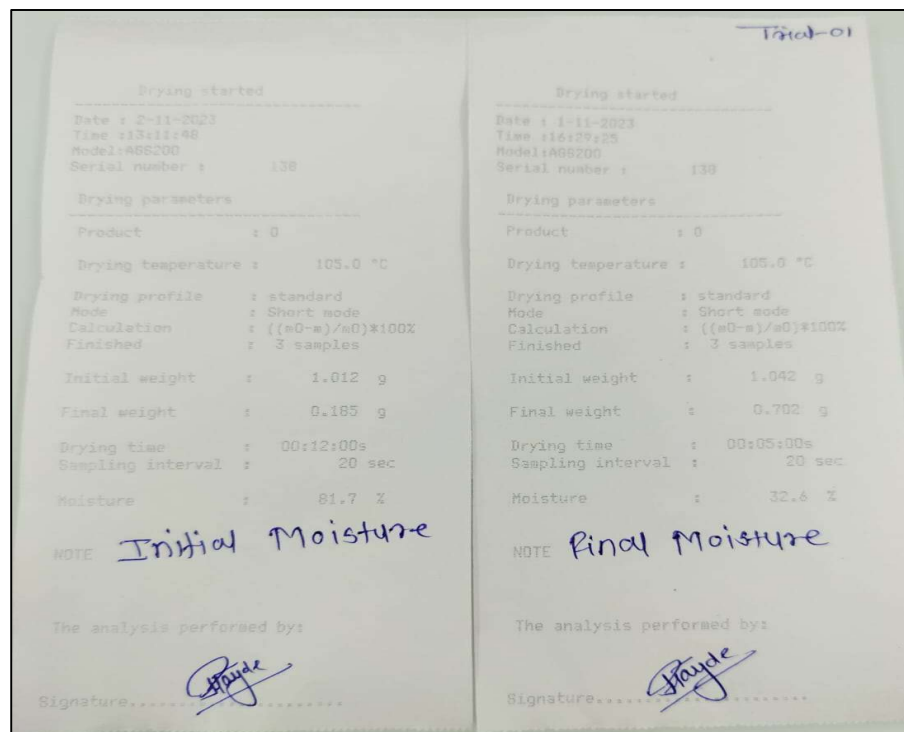 Drying started
Date : 2-11-2023
Time :13:12:48
Model:AGS200
Serial number : 130
Drying parameters
Product : 0
Drying temperature : 105.0 °C
Drying profile : standard
Mode : Short mode
Calculation : ((m0-m)/m0)*100%
Finished : 3 samples
Initial weight : 1.012 g
Final weight : 0.185 g
Drying time : 00:12:00s
Sampling interval : 20 sec
Moisture : 81.7 %
NOTE Initial Moisture
The analysis performed by:
Signature......................
Trial-01
Drying started
Date : 1-11-2023
Time :16:29:25
Model:AGS200
Serial number : 130
Drying parameters
Product : 0
Drying temperature : 105.0 °C
Drying profile : standard
Mode : Short mode
Calculation : ((m0-m)/m0)*100%
Finished : 3 samples
Initial weight : 1.042 g
Final weight : 0.702 g
Drying time : 00:05:00s
Sampling interval : 20 sec
Moisture : 32.6 %
NOTE Final Moisture
The analysis performed by:
Signature......................